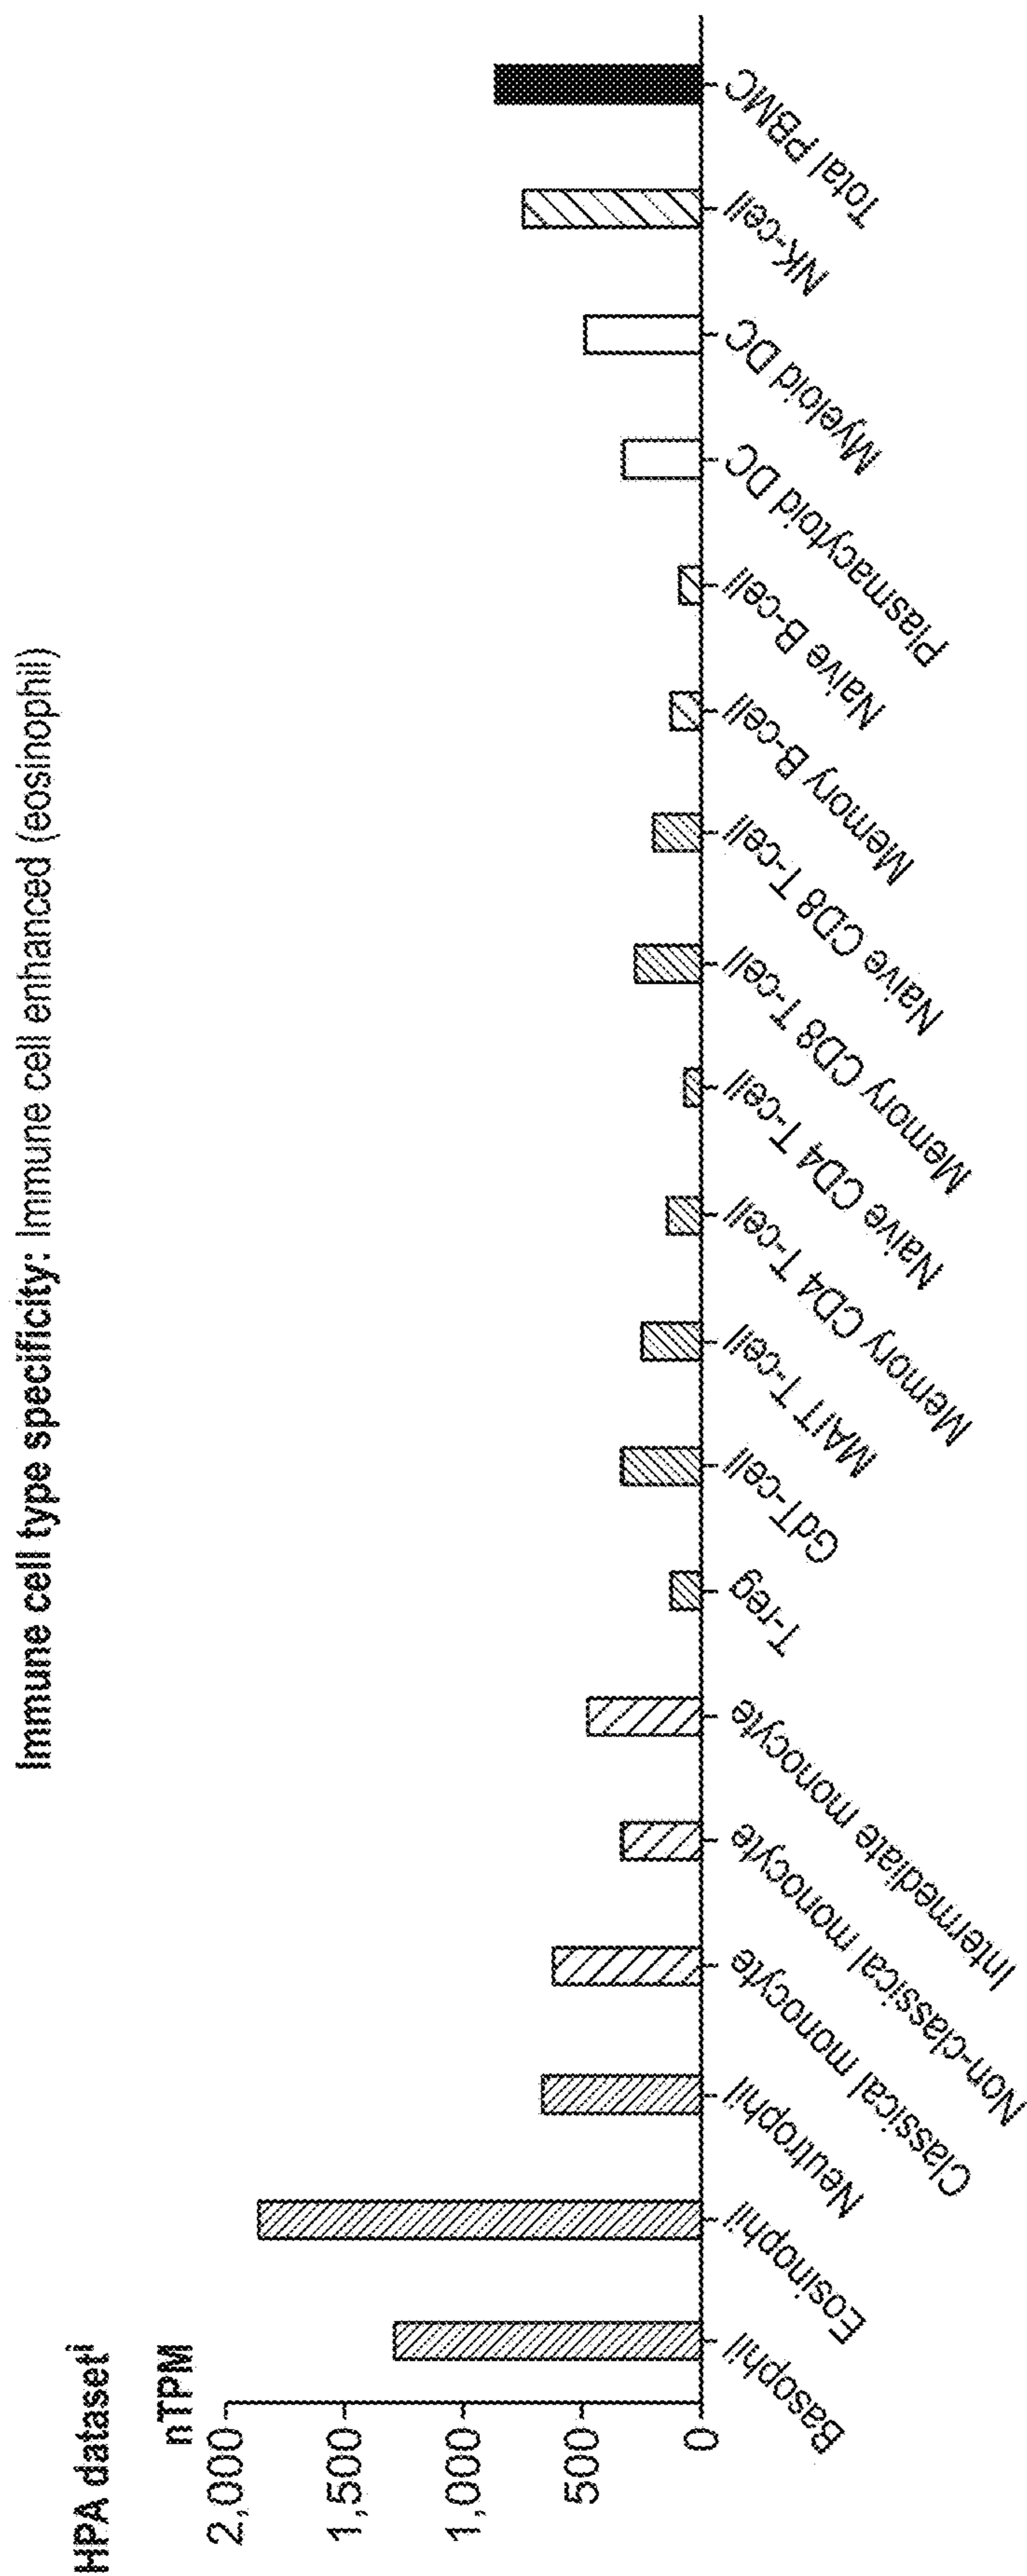 Immune cell type specificity: Immune cell enhanced (eosinophil)
HPA dataset i
nTPM
2,000
1,500
1,000
500
0
Basophil
Eosinophil
Neutrophil
Classical monocyte
Non-classical monocyte
Intermediate monocyte
T-reg
GdT-cell
MAIT T-cell
Memory CD4 T-cell
Naive CD4 T-cell
Memory CD8 T-cell
Naive CD8 T-cell
Memory B-cell
Naive B-cell
Plasmacytoid DC
Myeloid DC
NK-cell
Total PBMC